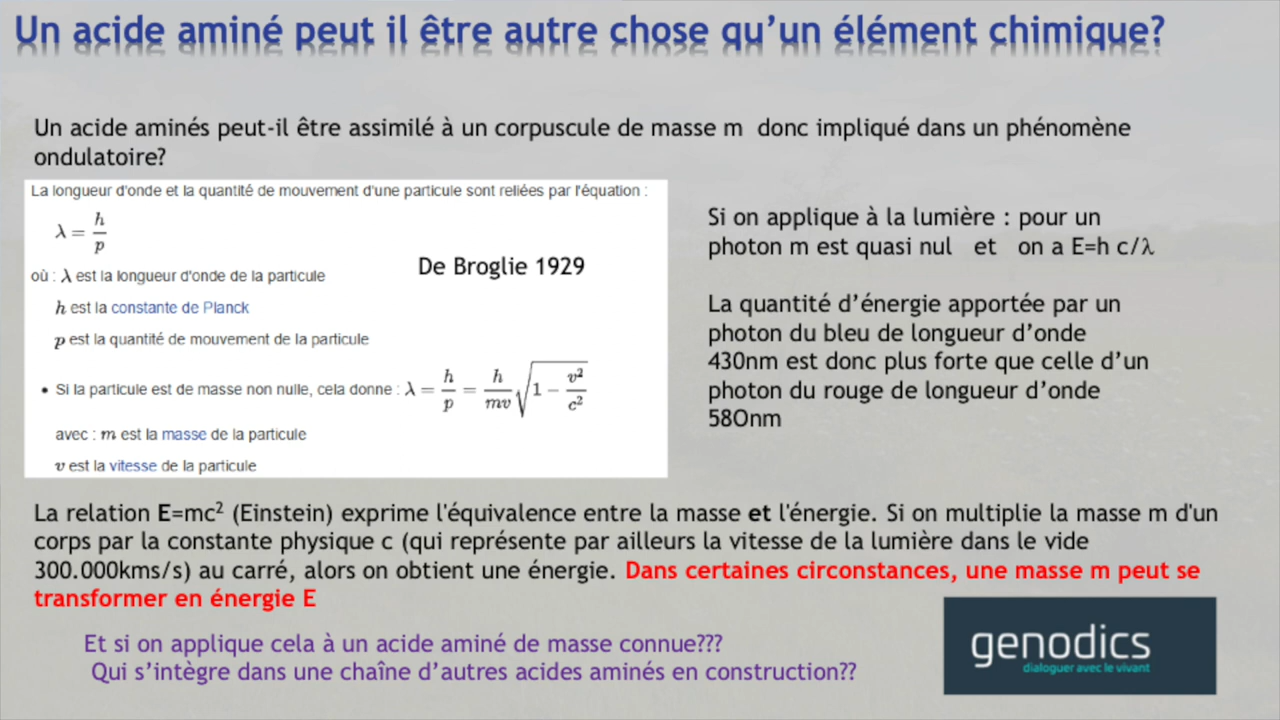 Un acide aminé peut il être autre chose qu’un élément chimique?
Un acide aminés peut-il être assimilé à un corpuscule de masse m donc impliqué dans un phénomène
ondulatoire?
La longueur d'onde et la quantité de mouvement d'une particule sont reliées par l'équation :
λ = h/p
où : λ est la longueur d'onde de la particule
De Broglie 1929
h est la constante de Planck
p est la quantité de mouvement de la particule
• Si la particule est de masse non nulle, cela donne : λ = h/p = h/mv √(1 − v²/c²)
avec : m est la masse de la particule
v est la vitesse de la particule
Si on applique à la lumière : pour un
photon m est quasi nul et on a E=h c/λ
La quantité d’énergie apportée par un
photon du bleu de longueur d’onde
430nm est donc plus forte que celle d’un
photon du rouge de longueur d’onde
58Onm
La relation E=mc² (Einstein) exprime l'équivalence entre la masse et l'énergie. Si on multiplie la masse m d'un
corps par la constante physique c (qui représente par ailleurs la vitesse de la lumière dans le vide
300.000kms/s) au carré, alors on obtient une énergie. Dans certaines circonstances, une masse m peut se
transformer en énergie E
Et si on applique cela à un acide aminé de masse connue???
Qui s’intègre dans une chaîne d’autres acides aminés en construction??
genodics
dialoguer avec le vivant